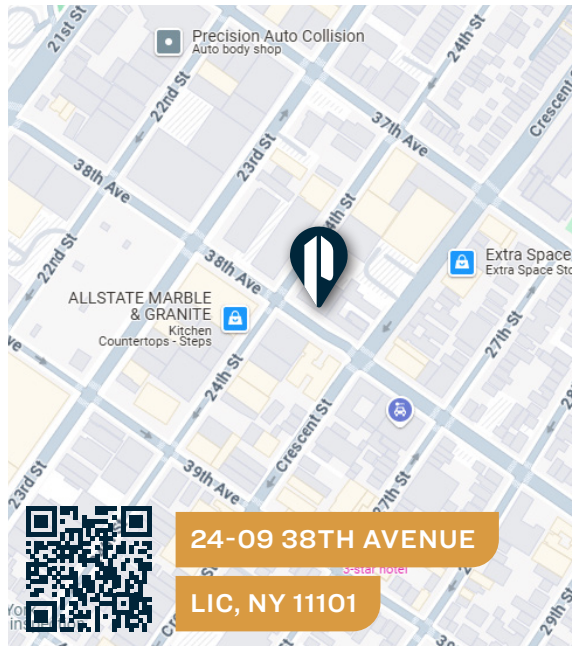 21st St
Precision Auto Collision
Auto body shop
24th St
22nd St
37th Ave
Crescent St
23rd St
38th Ave
4th St
22nd St
38th Ave
Extra Space
Extra Space Sto
ALLSTATE MARBLE
& GRANITE
Kitchen
Countertops - Steps
27th St
24th St
Crescent St
23rd St
39th Ave
27th St
24-09 38TH AVENUE
3-star hotel
LIC, NY 11101
29th St